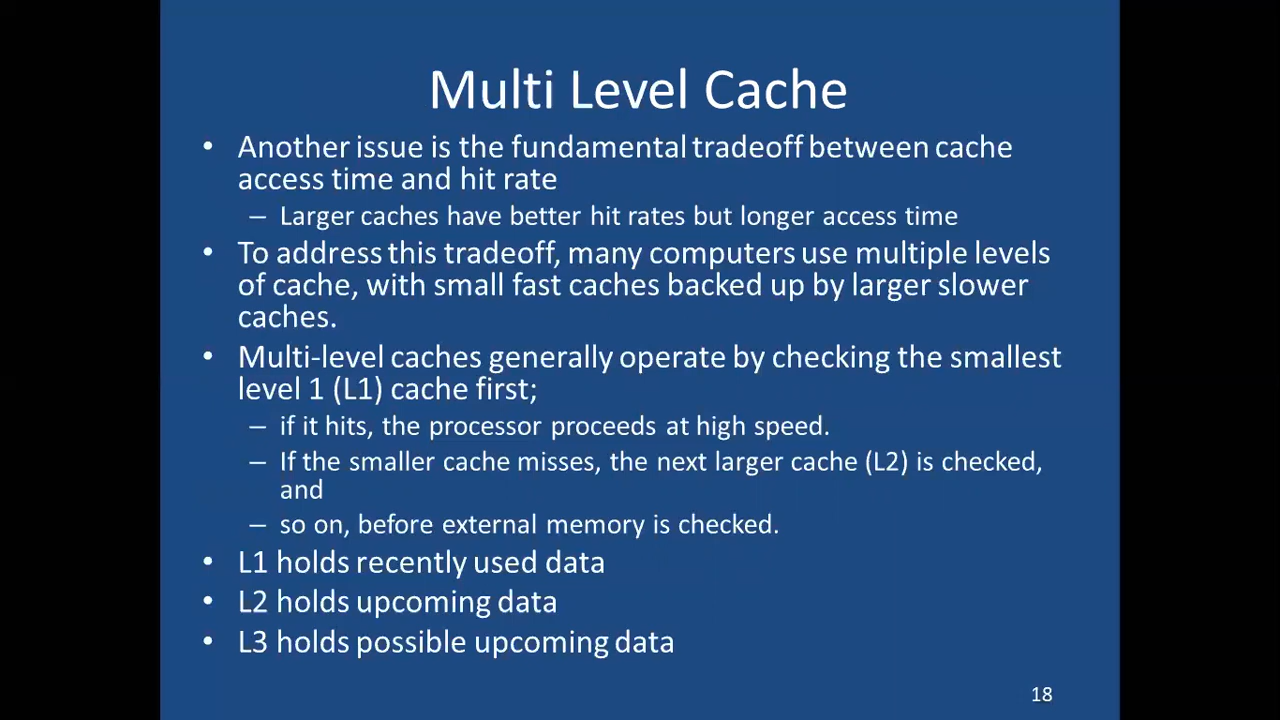 Multi Level Cache
• Another issue is the fundamental tradeoff between cache
access time and hit rate
– Larger caches have better hit rates but longer access time
• To address this tradeoff, many computers use multiple levels
of cache, with small fast caches backed up by larger slower
caches.
• Multi-level caches generally operate by checking the smallest
level 1 (L1) cache first;
– if it hits, the processor proceeds at high speed.
– If the smaller cache misses, the next larger cache (L2) is checked,
and
– so on, before external memory is checked.
• L1 holds recently used data
• L2 holds upcoming data
• L3 holds possible upcoming data
18